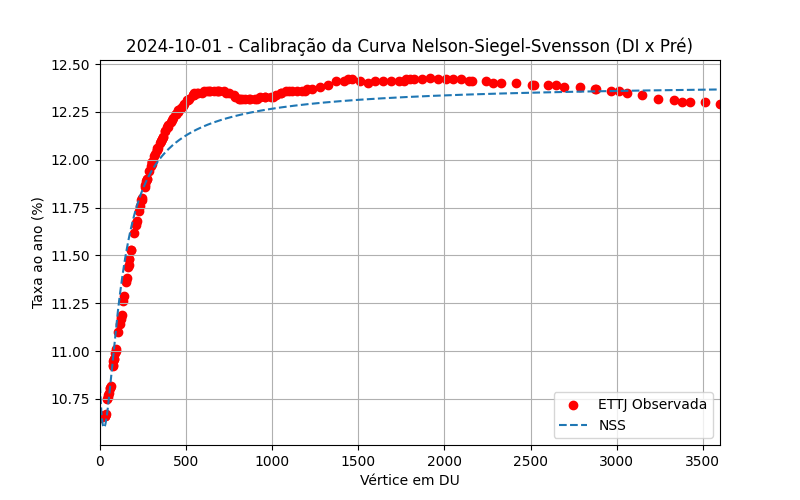 2024-10-01 - Calibração da Curva Nelson-Siegel-Svensson (DI x Pré)
12.50
12.25
12.00
11.75
11.50
11.25
11.00
10.75
Taxa ao ano (%)
ETTJ Observada
NSS
0 500 1000 1500 2000 2500 3000 3500
Vértice em DU